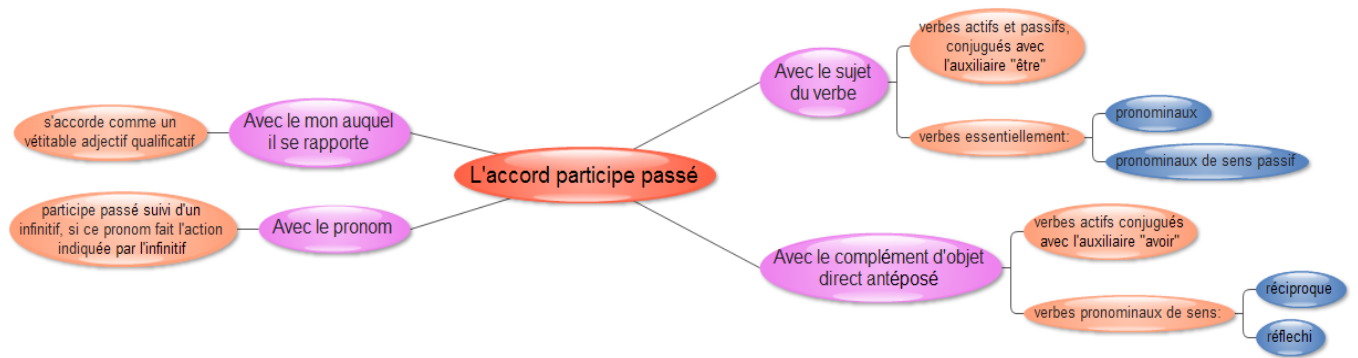 L'accord participe passé
Avec le mon auquel
il se rapporte
s'accorde comme un
vétitable adjectif qualificatif
Avec le pronom
participe passé suivi d'un
infinitif, si ce pronom fait l'action
indiquée par l'infinitif
Avec le sujet
du verbe
verbes actifs et passifs,
conjugués avec
l'auxiliaire "être"
verbes essentiellement:
pronominaux
pronominaux de sens passif
Avec le complément d'objet
direct antéposé
verbes actifs conjugués
avec l'auxiliaire "avoir"
verbes pronominaux de sens:
réciproque
réflechi